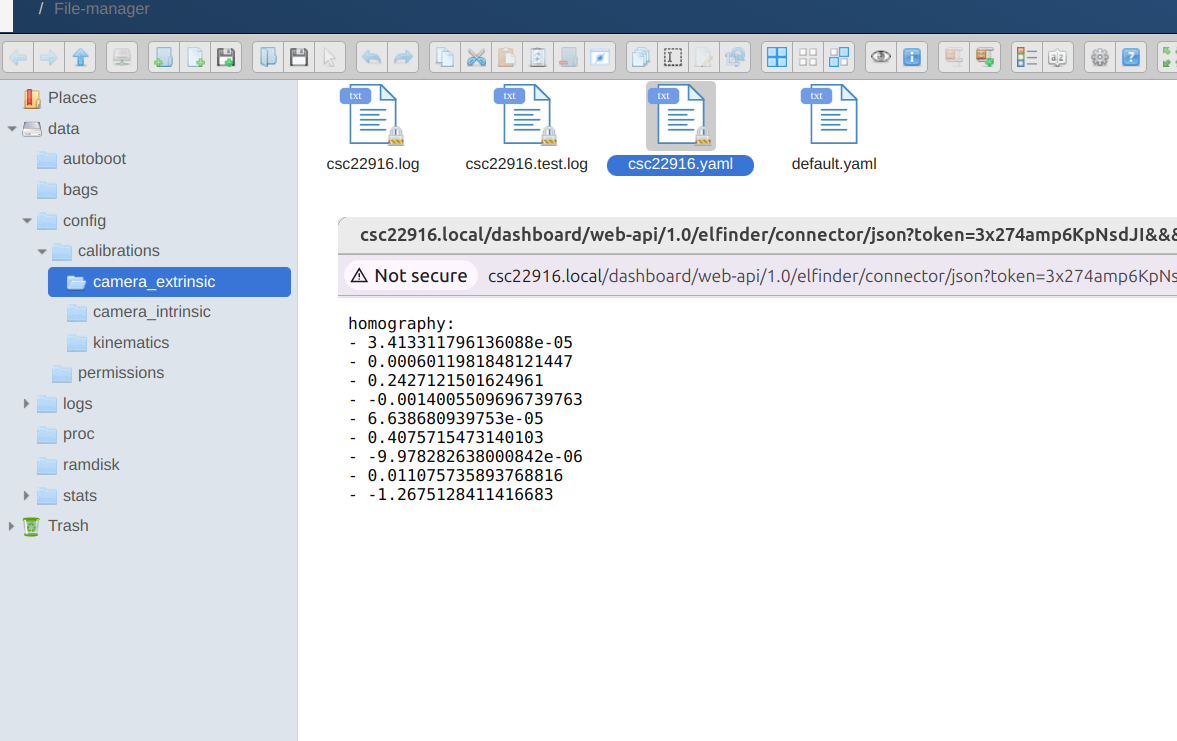 / File-manager
Places
data
autoboot
bags
config
calibrations
camera_extrinsic
camera_intrinsic
kinematics
permissions
logs
proc
ramdisk
stats
Trash
txt txt txt txt
csc22916.log csc22916.test.log csc22916.yaml default.yaml
csc22916.local/dashboard/web-api/1.0/elfinder/connector/json?token=3x274amp6KpNsdJI&&&
Not secure csc22916.local/dashboard/web-api/1.0/elfinder/connector/json?token=3x274amp6KpNs
homography:
- 3.413311796136088e-05
- 0.0006011981848121447
- 0.2427121501624961
- -0.0014005509696739763
- 6.638680939753e-05
- 0.4075715473140103
- -9.978282638000842e-06
- 0.011075735893768816
- -1.2675128411416683